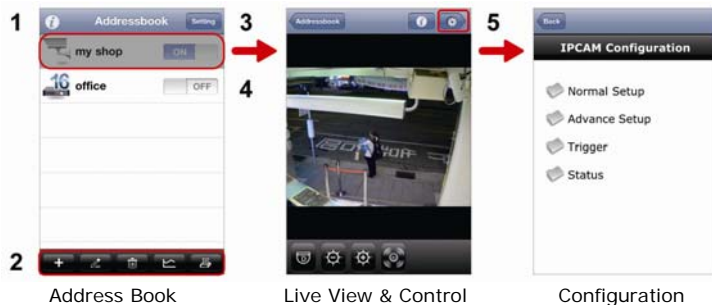 1
Addressbook
Setting
my shop
ON
16
office
OFF
2
Address Book
3
4
Addressbook
Live View & Control
5
Back
IPCAM Configuration
Normal Setup
Advance Setup
Trigger
Status
Configuration